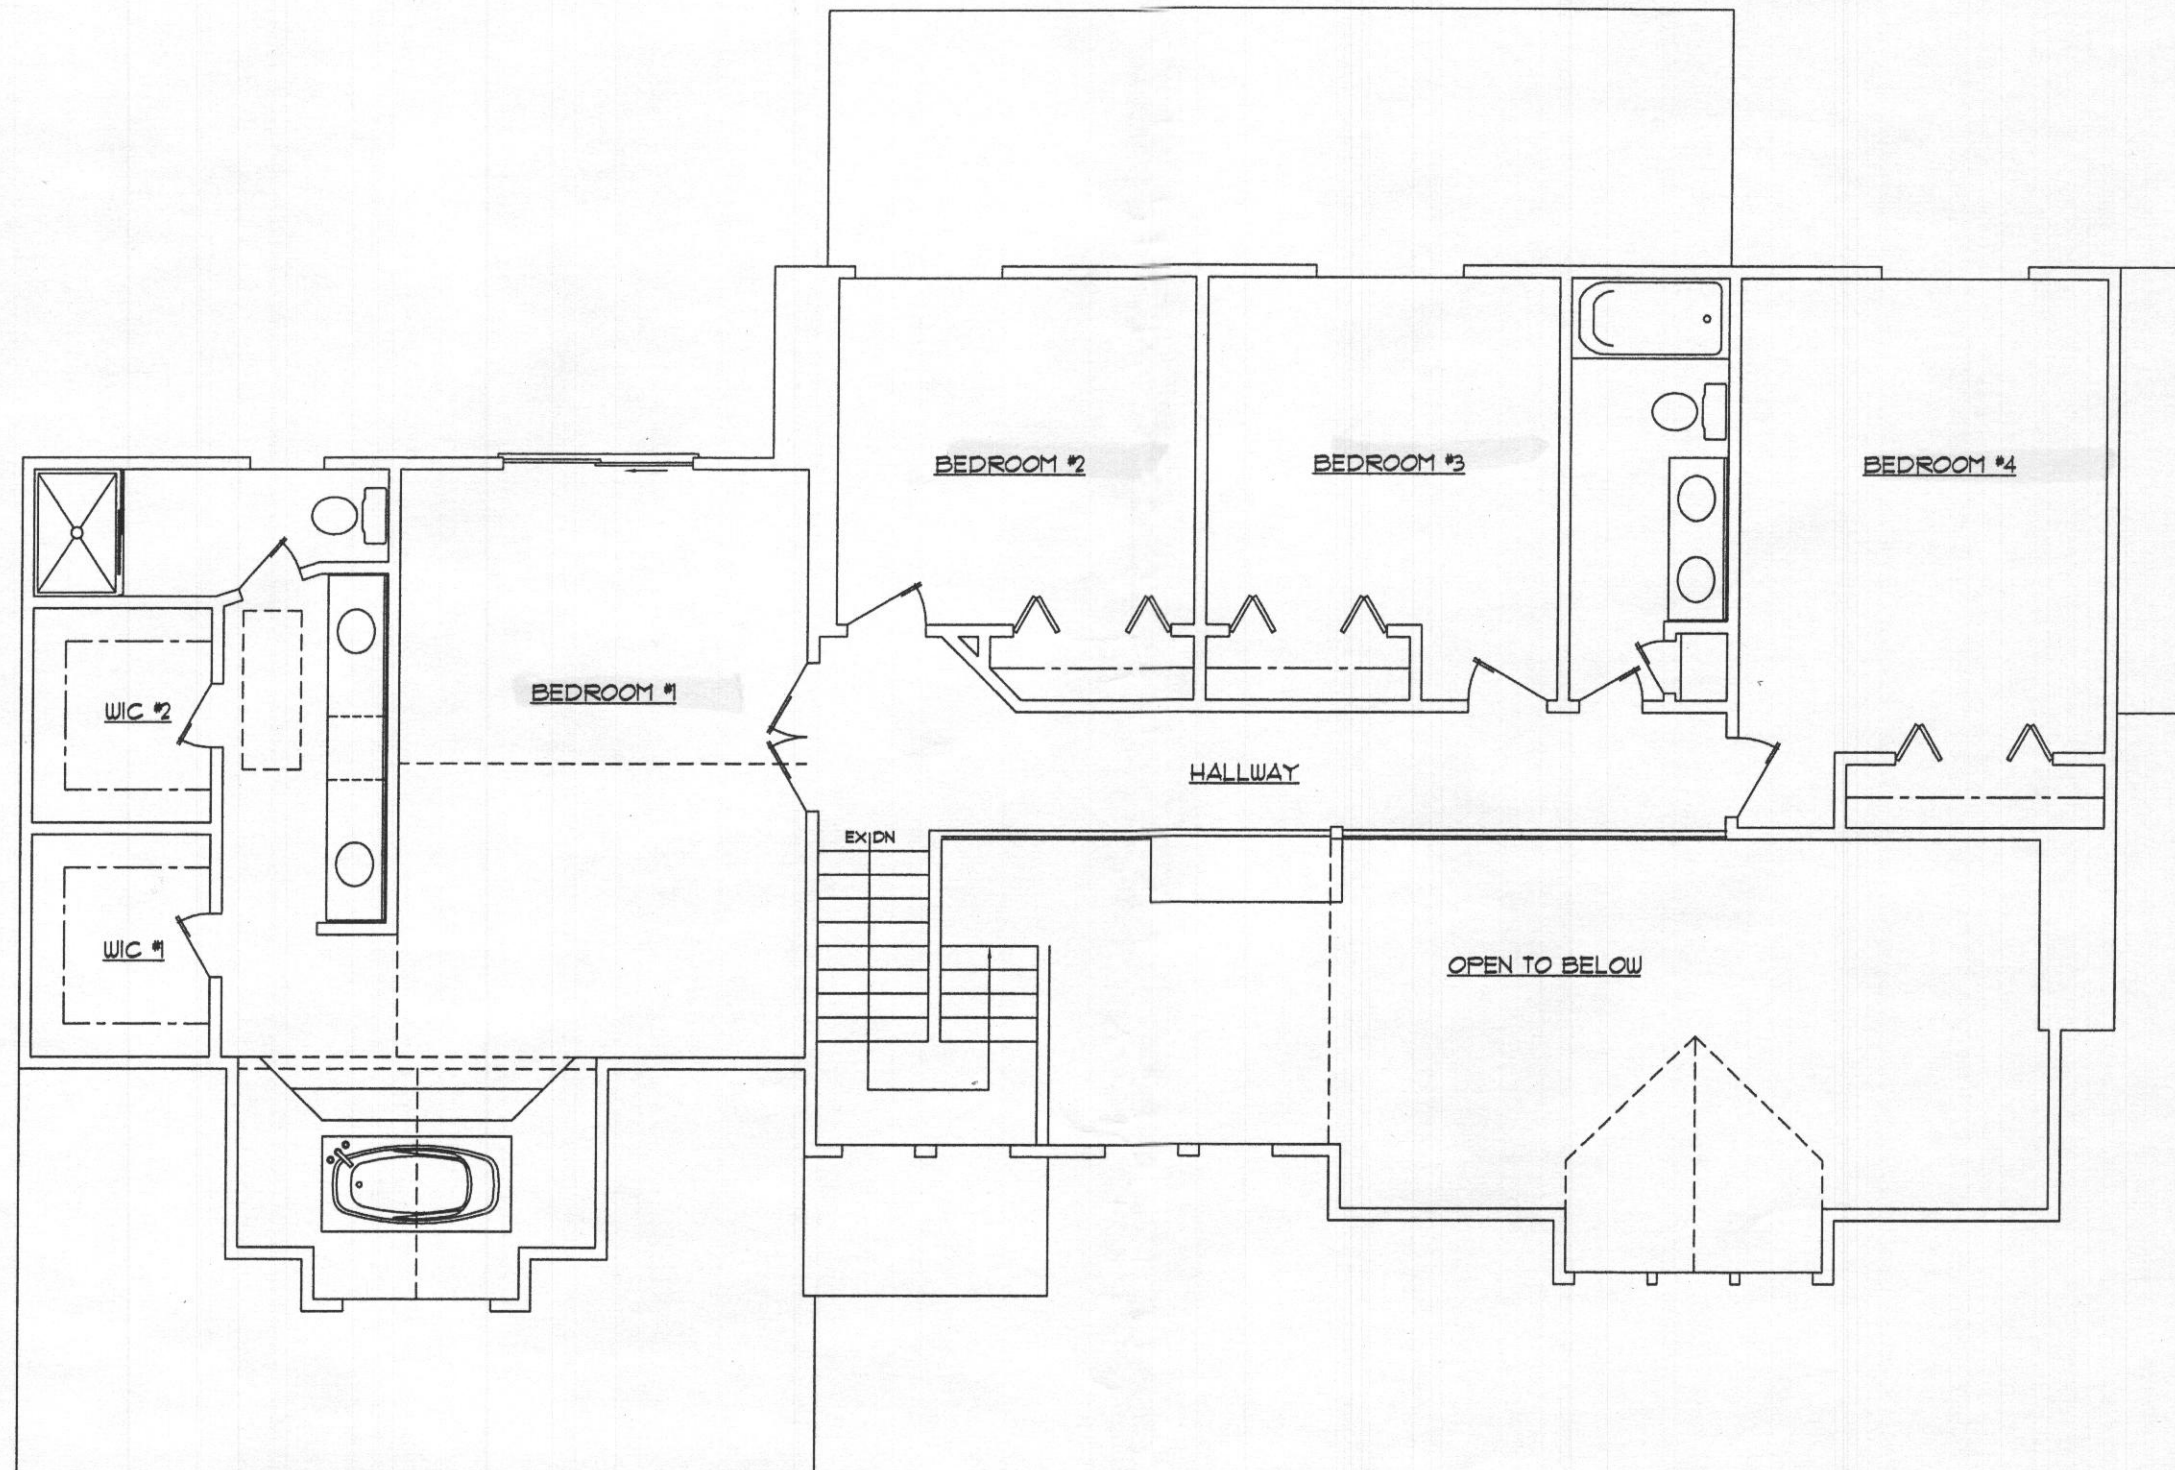 BEDROOM #2
BEDROOM #3
BEDROOM #4
BEDROOM #1
WIC #2
HALLWAY
EX DN
WIC #1
OPEN TO BELOW